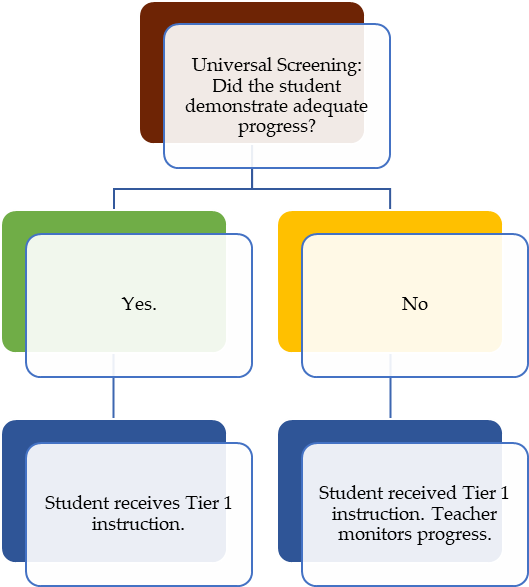 Universal Screening:
Did the student
demonstrate adequate
progress?
Yes.
No
Student receives Tier 1
instruction.
Student received Tier 1
instruction. Teacher
monitors progress.